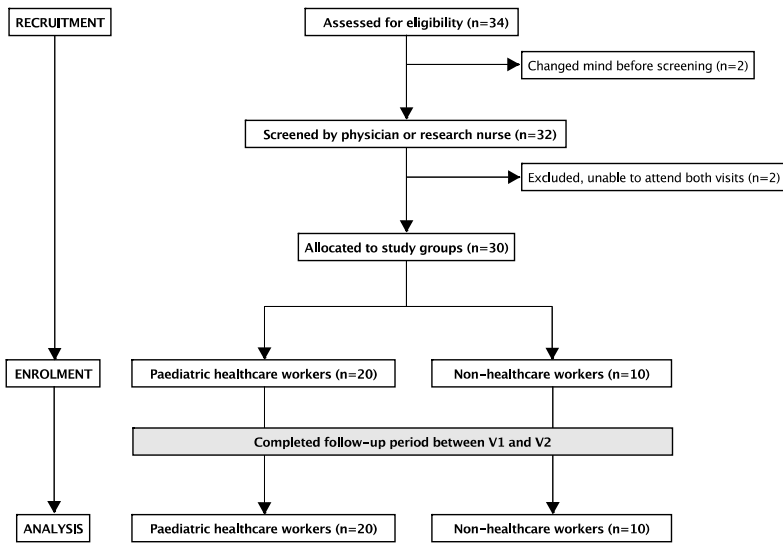 RECRUITMENT
Assessed for eligibility (n=34)
Changed mind before screening (n=2)
Screened by physician or research nurse (n=32)
Excluded, unable to attend both visits (n=2)
Allocated to study groups (n=30)
ENROLMENT
Paediatric healthcare workers (n=20)
Non-healthcare workers (n=10)
Completed follow-up period between V1 and V2
ANALYSIS
Paediatric healthcare workers (n=20)
Non-healthcare workers (n=10)